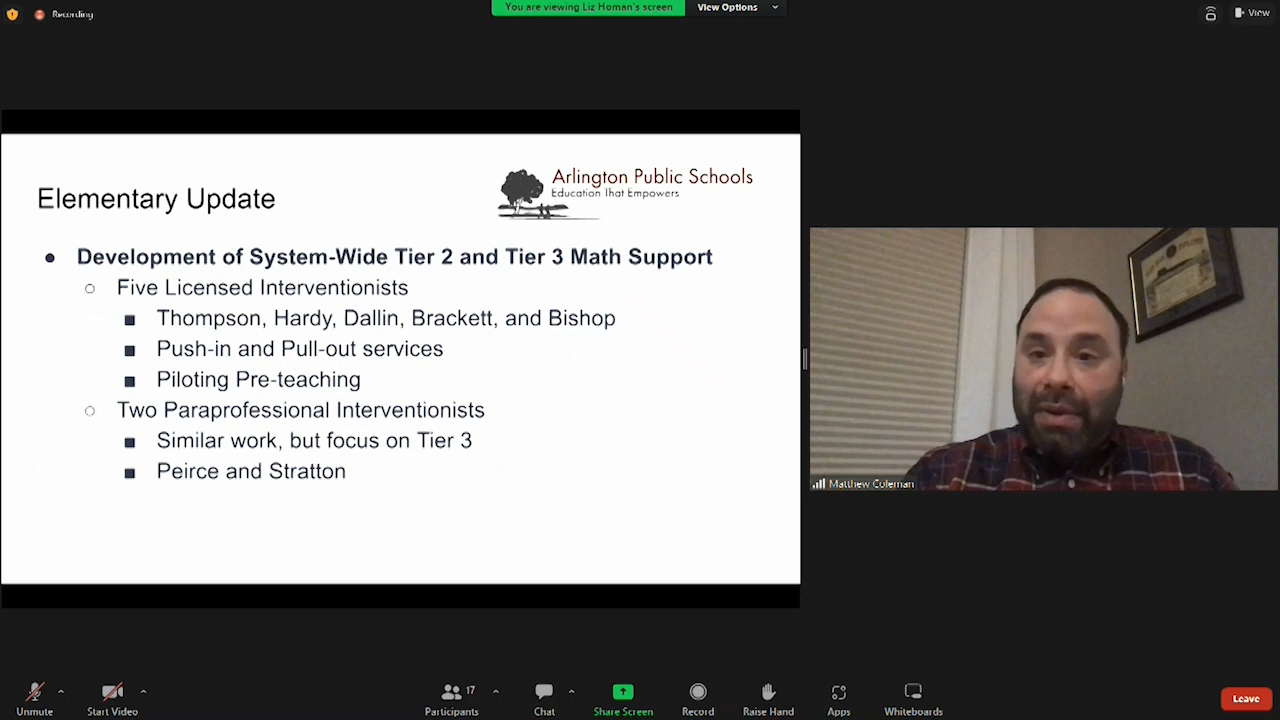 Recording
You are viewing Liz Homan's screen
View Options
View
Elementary Update
Arlington Public Schools
Education That Empowers
Development of System-Wide Tier 2 and Tier 3 Math Support
Five Licensed Interventionists
Thompson, Hardy, Dallin, Brackett, and Bishop
Push-in and Pull-out services
Piloting Pre-teaching
Two Paraprofessional Interventionists
Similar work, but focus on Tier 3
Peirce and Stratton
Matthew Coleman
Unmute
Start Video
17
Participants
Chat
Share Screen
Record
Raise Hand
Apps
Whiteboards
Leave